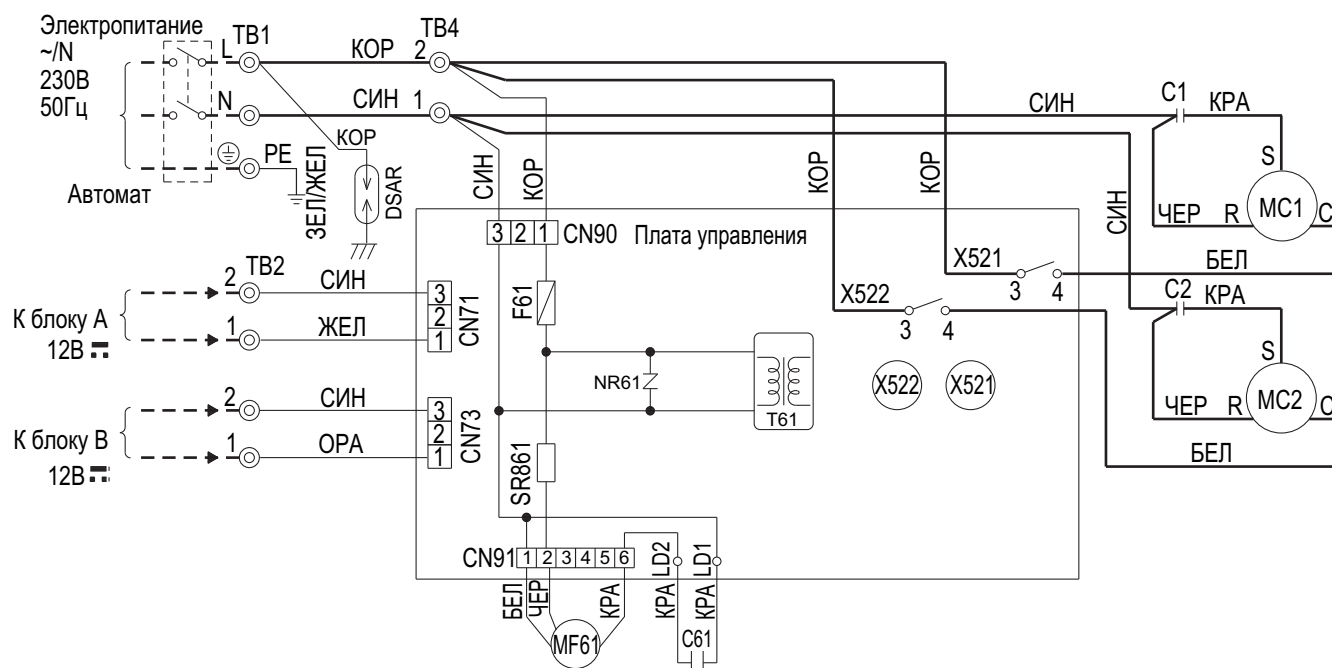 Электропитание
~/N
230В
50Гц
Автомат
L
TB1
КОР
2
TB4
N
СИН
1
PE
КОР
ЗЕЛ/ЖЕЛ
DSAR
СИН
КОР
КОР
КОР
СИН
C1
КРА
S
MC1
ЧЕР
R
C
СИН
3 2 1
CN90
Плата управления
X521
3 4
БЕЛ
X522
3 4
C2
КРА
S
MC2
ЧЕР
R
C
БЕЛ
2
TB2
СИН
К блоку А
12В
1
ЖЕЛ
3
2
1
CN71
F61
NR61
T61
X522
X521
2
СИН
К блоку В
12В
1
ОРА
3
2
1
CN73
SR861
CN91
1 2 3 4 5 6
LD2
LD1
БЕЛ
ЧЕР
КРА
КРА
КРА
MF61
C61